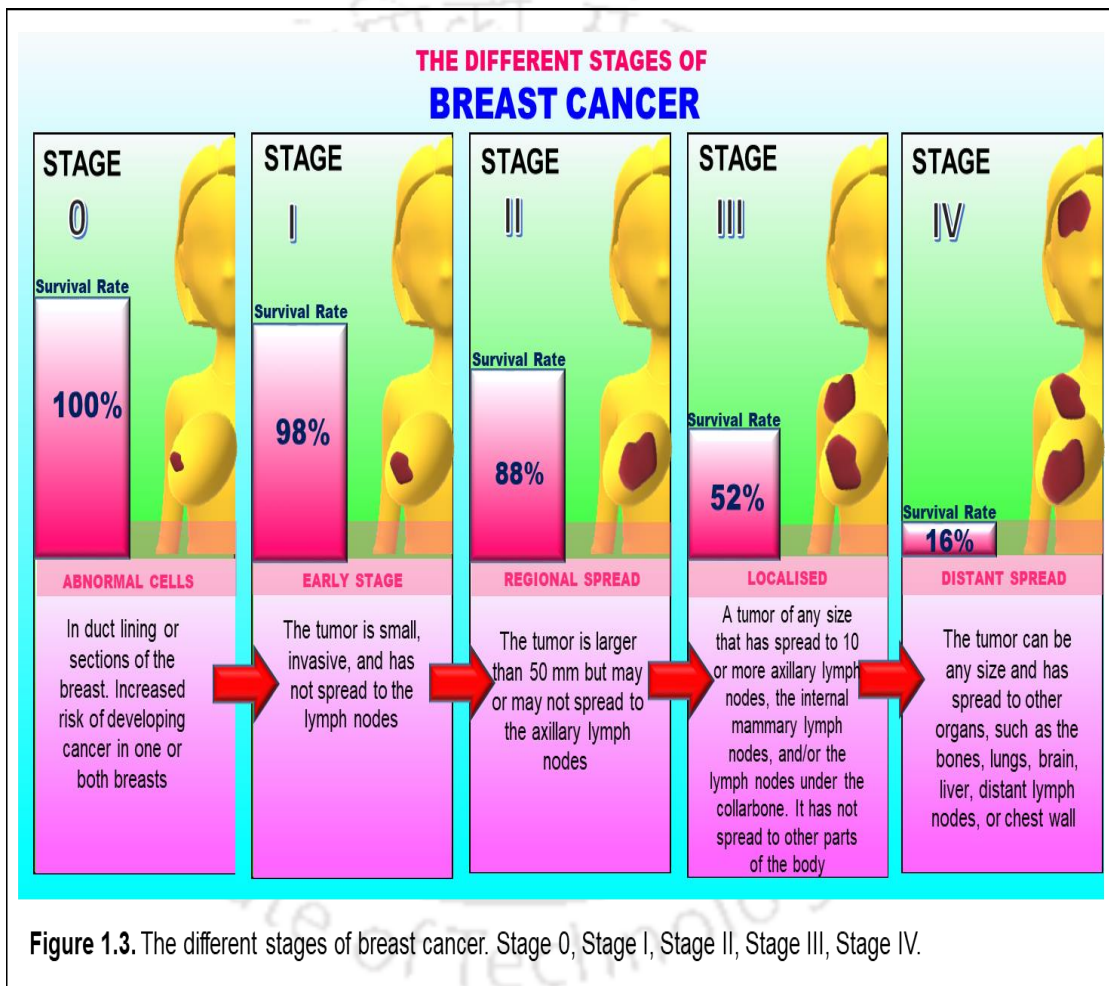 THE DIFFERENT STAGES OF
BREAST CANCER
STAGE
0
Survival Rate
100%
ABNORMAL CELLS
In duct lining or
sections of the
breast. Increased
risk of developing
cancer in one or
both breasts
STAGE
I
Survival Rate
98%
EARLY STAGE
The tumor is small,
invasive, and has
not spread to the
lymph nodes
STAGE
II
Survival Rate
88%
REGIONAL SPREAD
The tumor is larger
than 50 mm but may
or may not spread to
the axillary lymph
nodes
STAGE
III
Survival Rate
52%
LOCALISED
A tumor of any size
that has spread to 10
or more axillary lymph
nodes, the internal
mammary lymph
nodes, and/or the
lymph nodes under the
collarbone. It has not
spread to other parts
of the body
STAGE
IV
Survival Rate
16%
DISTANT SPREAD
The tumor can be
any size and has
spread to other
organs, such as the
bones, lungs, brain,
liver, distant lymph
nodes, or chest wall
Figure 1.3. The different stages of breast cancer. Stage 0, Stage I, Stage II, Stage III, Stage IV.
of Technolo